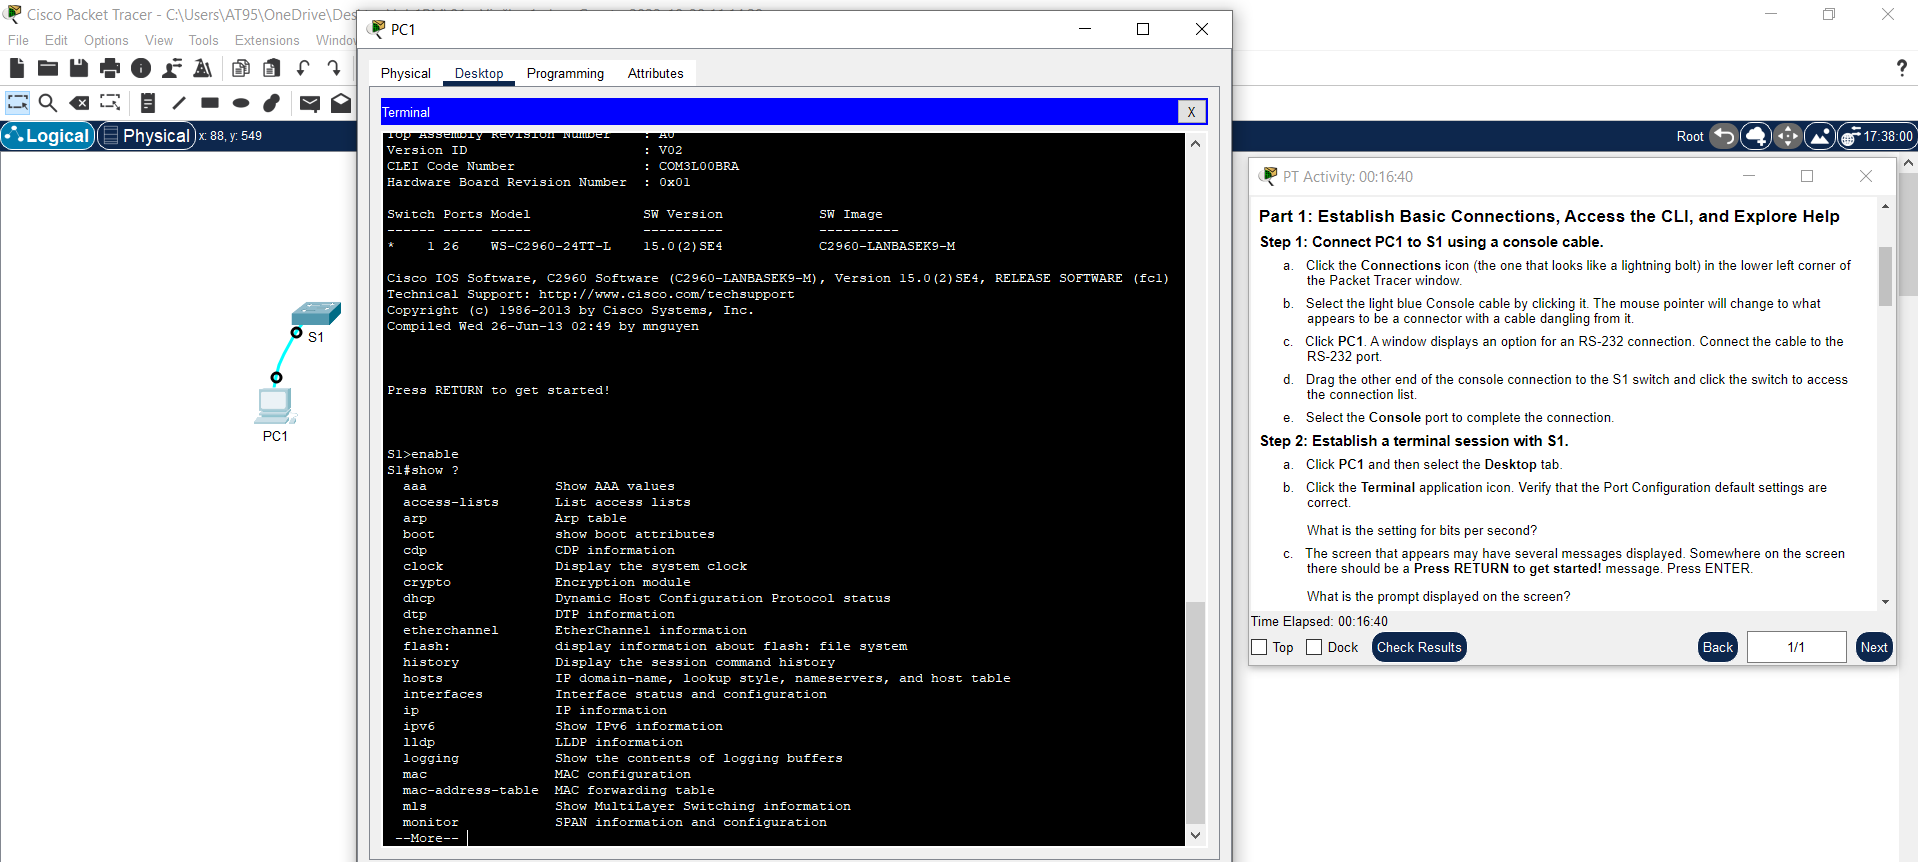 Cisco Packet Tracer - C:\Users\AT95\OneDrive\Des
File Edit Options View Tools Extensions Window
Logical Physical x: 88, y: 549
Root 17:38:00
S1
PC1
PC1
Physical Desktop Programming Attributes
Terminal X
Top Assembly Revision Number : A0
Version ID : V02
CLEI Code Number : COM3L00BRA
Hardware Board Revision Number : 0x01
Switch Ports Model SW Version SW Image
------ ----- ----- ---------- ----------
* 1 26 WS-C2960-24TT-L 15.0(2)SE4 C2960-LANBASEK9-M
Cisco IOS Software, C2960 Software (C2960-LANBASEK9-M), Version 15.0(2)SE4, RELEASE SOFTWARE (fc1)
Technical Support: http://www.cisco.com/techsupport
Copyright (c) 1986-2013 by Cisco Systems, Inc.
Compiled Wed 26-Jun-13 02:49 by mnguyen
Press RETURN to get started!
S1>enable
S1#show ?
aaa Show AAA values
access-lists List access lists
arp Arp table
boot show boot attributes
cdp CDP information
clock Display the system clock
crypto Encryption module
dhcp Dynamic Host Configuration Protocol status
dtp DTP information
etherchannel EtherChannel information
flash: display information about flash: file system
history Display the session command history
hosts IP domain-name, lookup style, nameservers, and host table
interfaces Interface status and configuration
ip IP information
ipv6 Show IPv6 information
lldp LLDP information
logging Show the contents of logging buffers
mac MAC configuration
mac-address-table MAC forwarding table
mls Show MultiLayer Switching information
monitor SPAN information and configuration
--More--
PT Activity: 00:16:40
Part 1: Establish Basic Connections, Access the CLI, and Explore Help
Step 1: Connect PC1 to S1 using a console cable.
a. Click the Connections icon (the one that looks like a lightning bolt) in the lower left corner of
the Packet Tracer window.
b. Select the light blue Console cable by clicking it. The mouse pointer will change to what
appears to be a connector with a cable dangling from it.
c. Click PC1. A window displays an option for an RS-232 connection. Connect the cable to the
RS-232 port.
d. Drag the other end of the console connection to the S1 switch and click the switch to access
the connection list.
e. Select the Console port to complete the connection.
Step 2: Establish a terminal session with S1.
a. Click PC1 and then select the Desktop tab.
b. Click the Terminal application icon. Verify that the Port Configuration default settings are
correct.
What is the setting for bits per second?
c. The screen that appears may have several messages displayed. Somewhere on the screen
there should be a Press RETURN to get started! message. Press ENTER.
What is the prompt displayed on the screen?
Time Elapsed: 00:16:40
Top Dock Check Results Back 1/1 Next